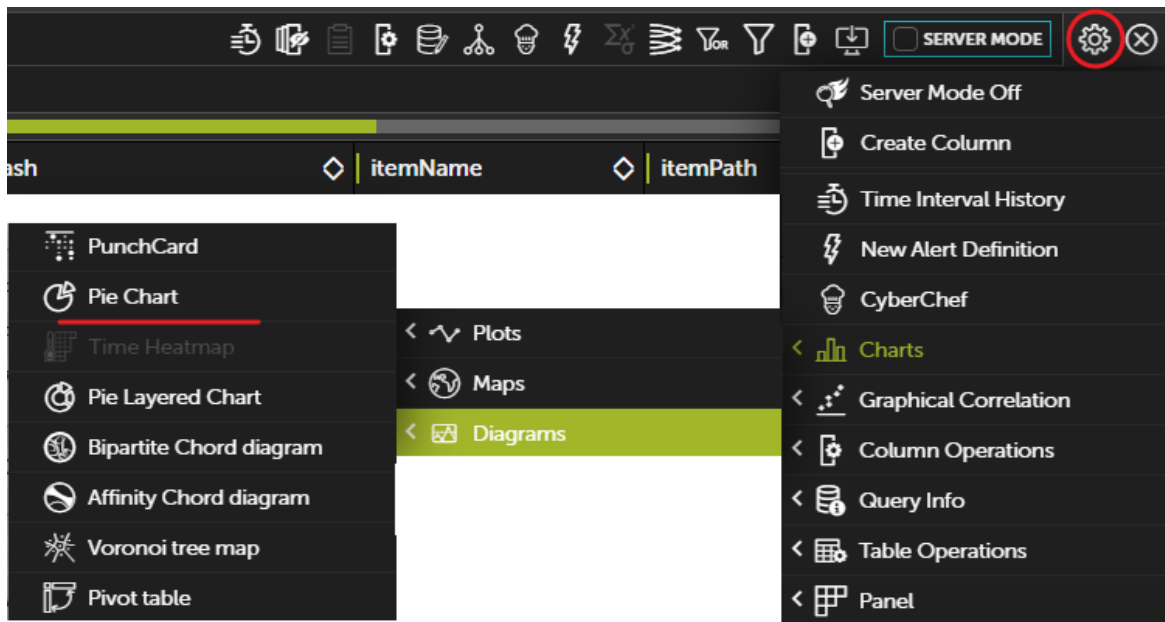 OR
SERVER MODE
Server Mode Off
Create Column
ash
itemName
itemPath
Time Interval History
New Alert Definition
CyberChef
Charts
Graphical Correlation
Column Operations
Query Info
Table Operations
Panel
Plots
Maps
Diagrams
PunchCard
Pie Chart
Time Heatmap
Pie Layered Chart
Bipartite Chord diagram
Affinity Chord diagram
Voronoi tree map
Pivot table